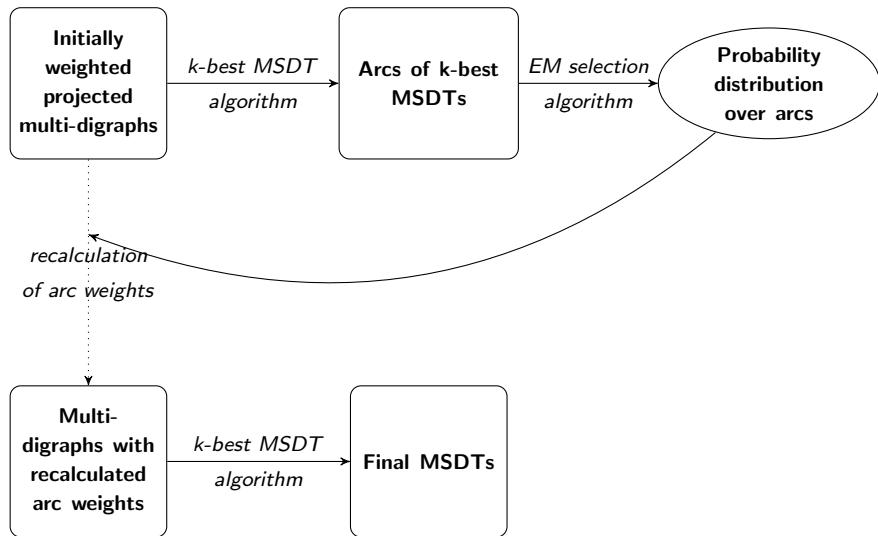 Initially
weighted
projected
multi-digraphs
k-best MSDT
algorithm
Arcs of k-best
MSDTs
EM selection
algorithm
Probability
distribution
over arcs
recalculation
of arc weights
Multi-
digraphs with
recalculated
arc weights
k-best MSDT
algorithm
Final MSDTs